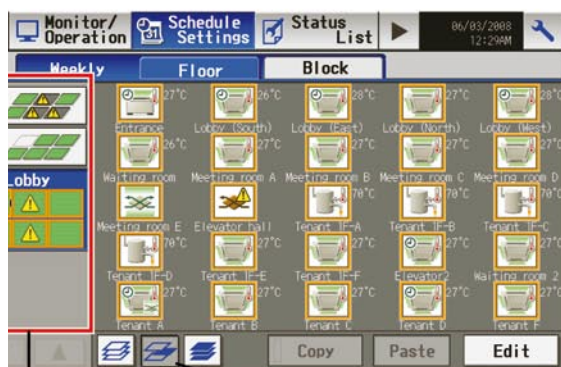 Monitor/
Operation
31
Schedule
Settings
Status
List
06/03/2008
12:29AM
Weekly
Floor
Block
Lobby
27°C 26°C 28°C 27°C 28°C
Entrance Lobby (South) Lobby (East) Lobby (North) Lobby (West)
26°C 27°C 27°C 27°C 27°C
Waiting room Meeting room A Meeting room B Meeting room C Meeting room D
70°C 70°C 70°C
Meeting room E Elevator hall Tenant 1F-A Tenant 1F-B Tenant 1F-C
70°C 27°C 27°C 27°C 27°C
Tenant 1F-D Tenant 1F-E Tenant 1F-F Elevator2 Waiting room 2
27°C 27°C 27°C 27°C 27°C
Tenant A Tenant B Tenant C Tenant D Tenant F
Copy
Paste
Edit